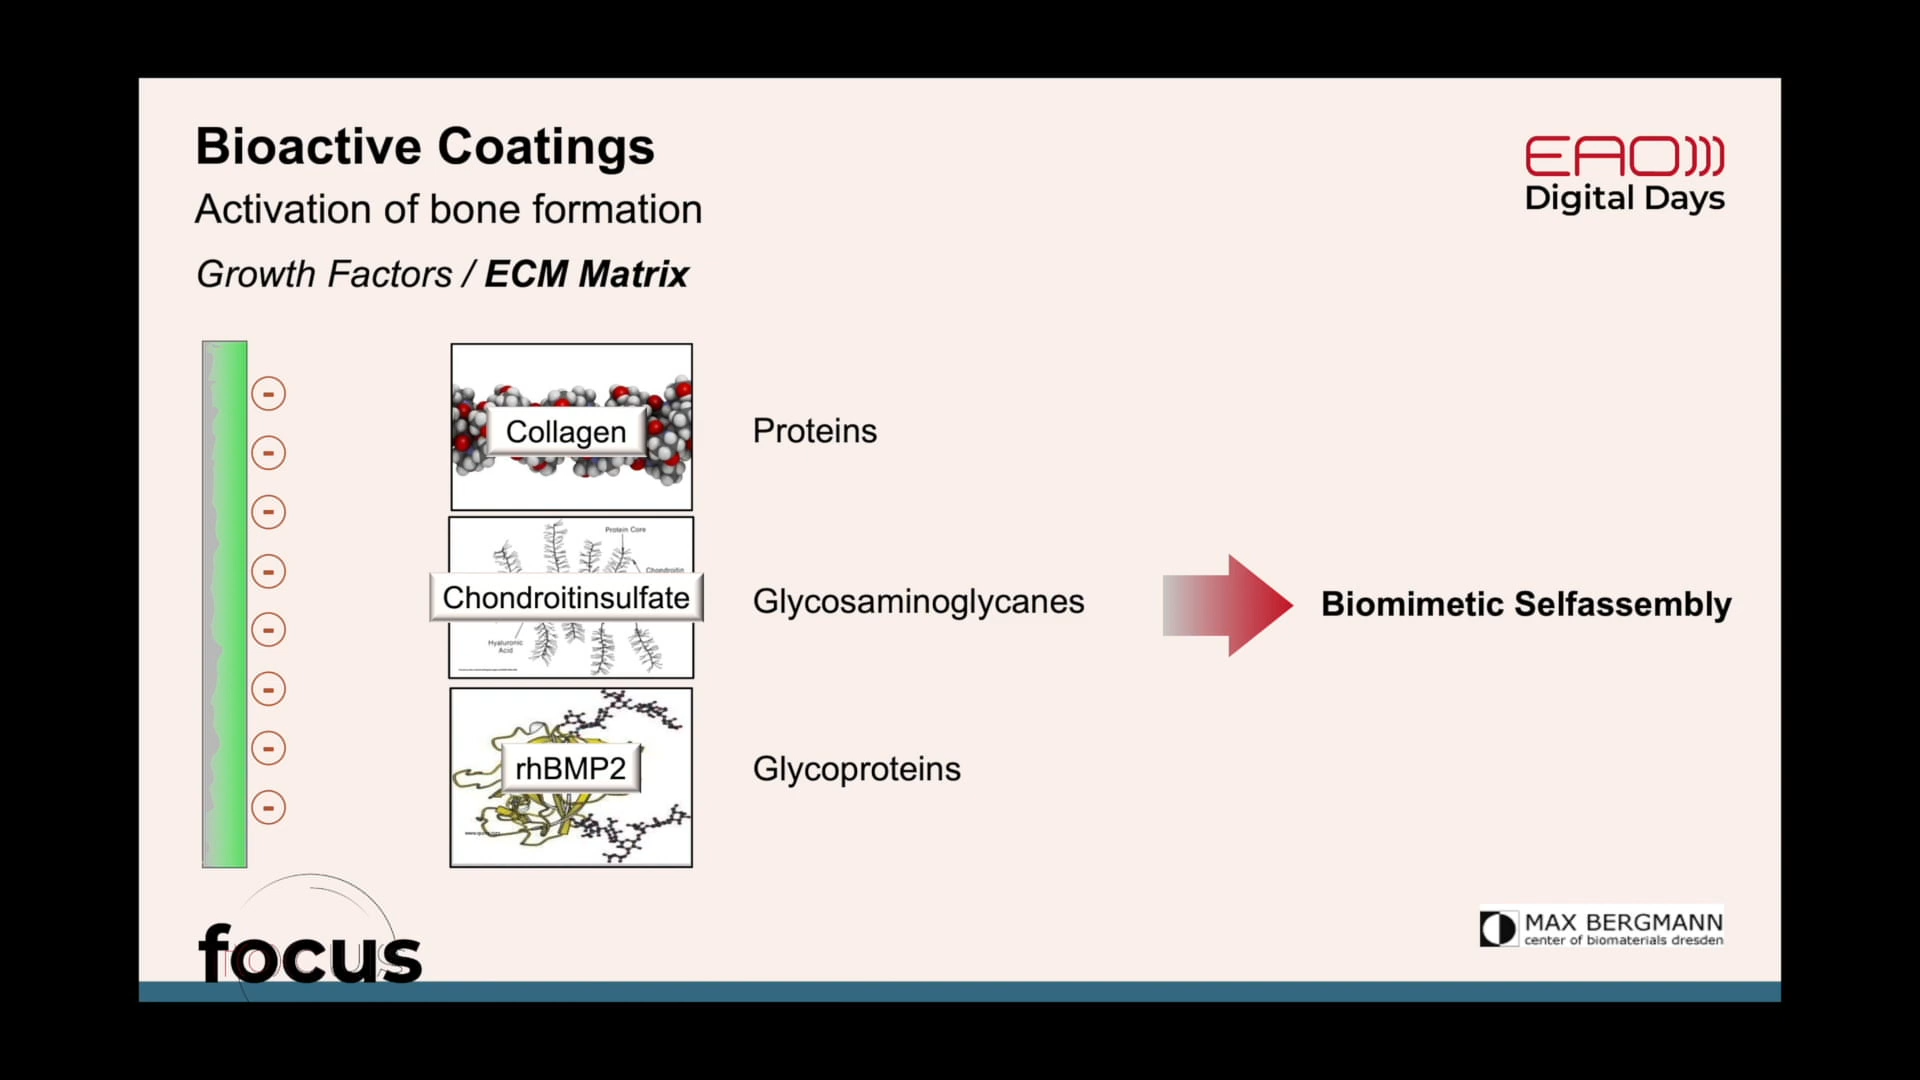 Bioactive Coatings
Activation of bone formation
Growth Factors / ECM Matrix
EAO
Digital Days
-
-
-
-
-
-
-
-
Collagen
Proteins
Protein Core
Chondroitin
Chondroitinsulfate
Hyaluronic
Acid
Glycosaminoglycanes
Biomimetic Selfassembly
rhBMP2
Glycoproteins
focus
MAX BERGMANN
center of biomaterials dresden